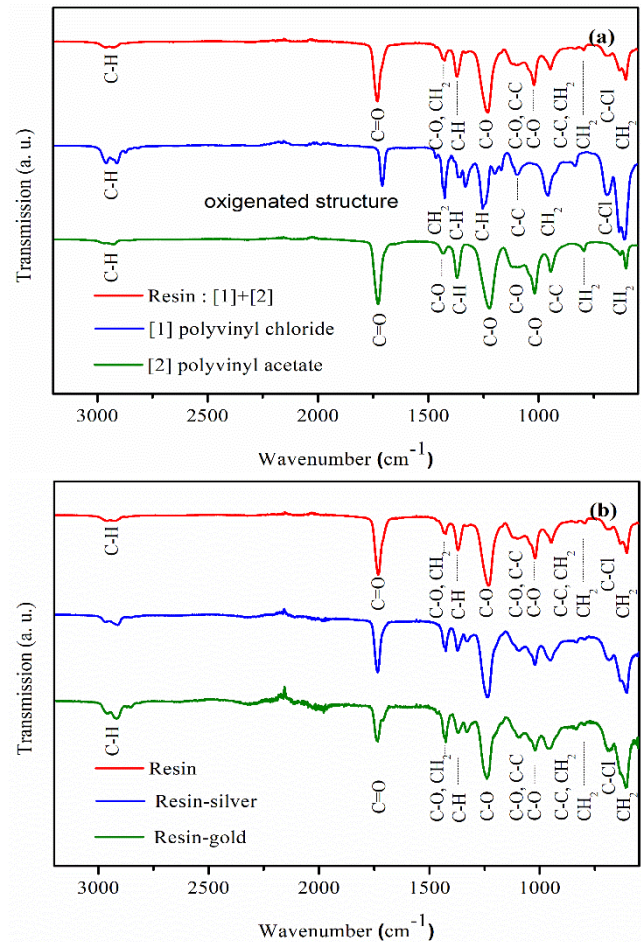 (a)
C-H
C=O
C-O, CH2
C-H
C-O
C-O, C-C
C-O
C-C, CH2
CH2
C-Cl
CH2
C-H
oxigenated structure
CH2
C-H
C-H
C-C
CH2
C-Cl
CH2
C-H
C=O
C-O
C-H
C-O
C-O
C-O
C-C
CH2
CH2
Resin : [1]+[2]
[1] polyvinyl chloride
[2] polyvinyl acetate
Transmission (a. u.)
3000 2500 2000 1500 1000
Wavenumber (cm-1)
(b)
C-H
C=O
C-O, CH2
C-H
C-O
C-O, C-C
C-O
C-C, CH2
CH2
C-Cl
CH2
C-H
C=O
C-O, CH2
C-H
C-O
C-O, C-C
C-O
C-C, CH2
CH2
C-Cl
CH2
Resin
Resin-silver
Resin-gold
Transmission (a. u.)
3000 2500 2000 1500 1000
Wavenumber (cm-1)